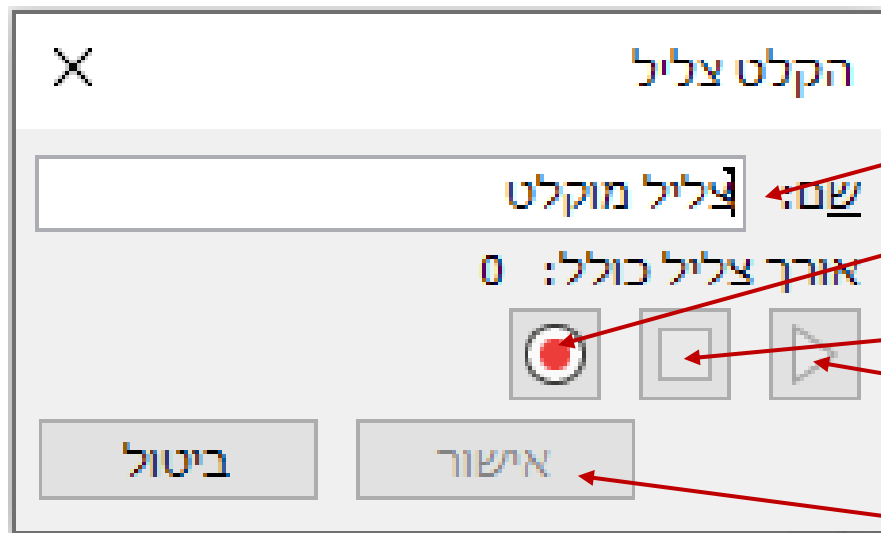 הקלט צליל
שם: צליל מוקלט
אורך צליל כולל: 0
אישור ביטול